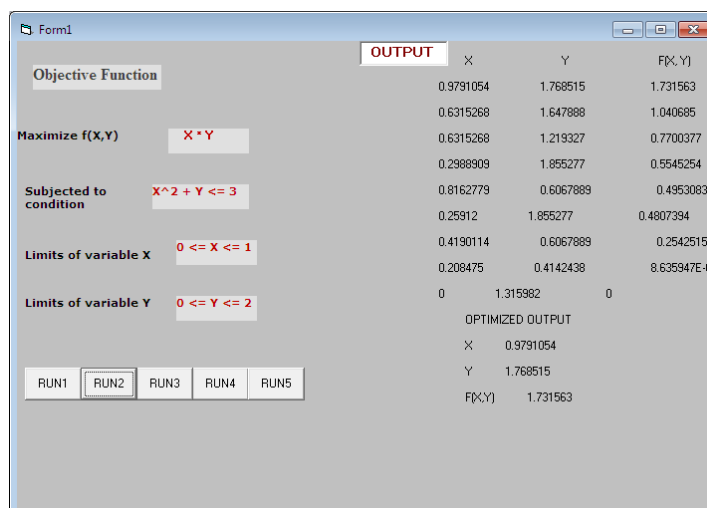 Form1
OUTPUT
Objective Function
Maximize f(X,Y) X * Y
Subjected to condition X^2 + Y <= 3
Limits of variable X 0 <= X <= 1
Limits of variable Y 0 <= Y <= 2
RUN1 RUN2 RUN3 RUN4 RUN5
X Y F(X, Y)
0.9791054 1.768515 1.731563
0.6315268 1.647888 1.040685
0.6315268 1.219327 0.7700377
0.2988909 1.855277 0.5545254
0.8162779 0.6067889 0.4953083
0.25912 1.855277 0.4807394
0.4190114 0.6067889 0.2542515
0.208475 0.4142438 8.635947E-
0 1.315982 0
OPTIMIZED OUTPUT
X 0.9791054
Y 1.768515
F(X,Y) 1.731563